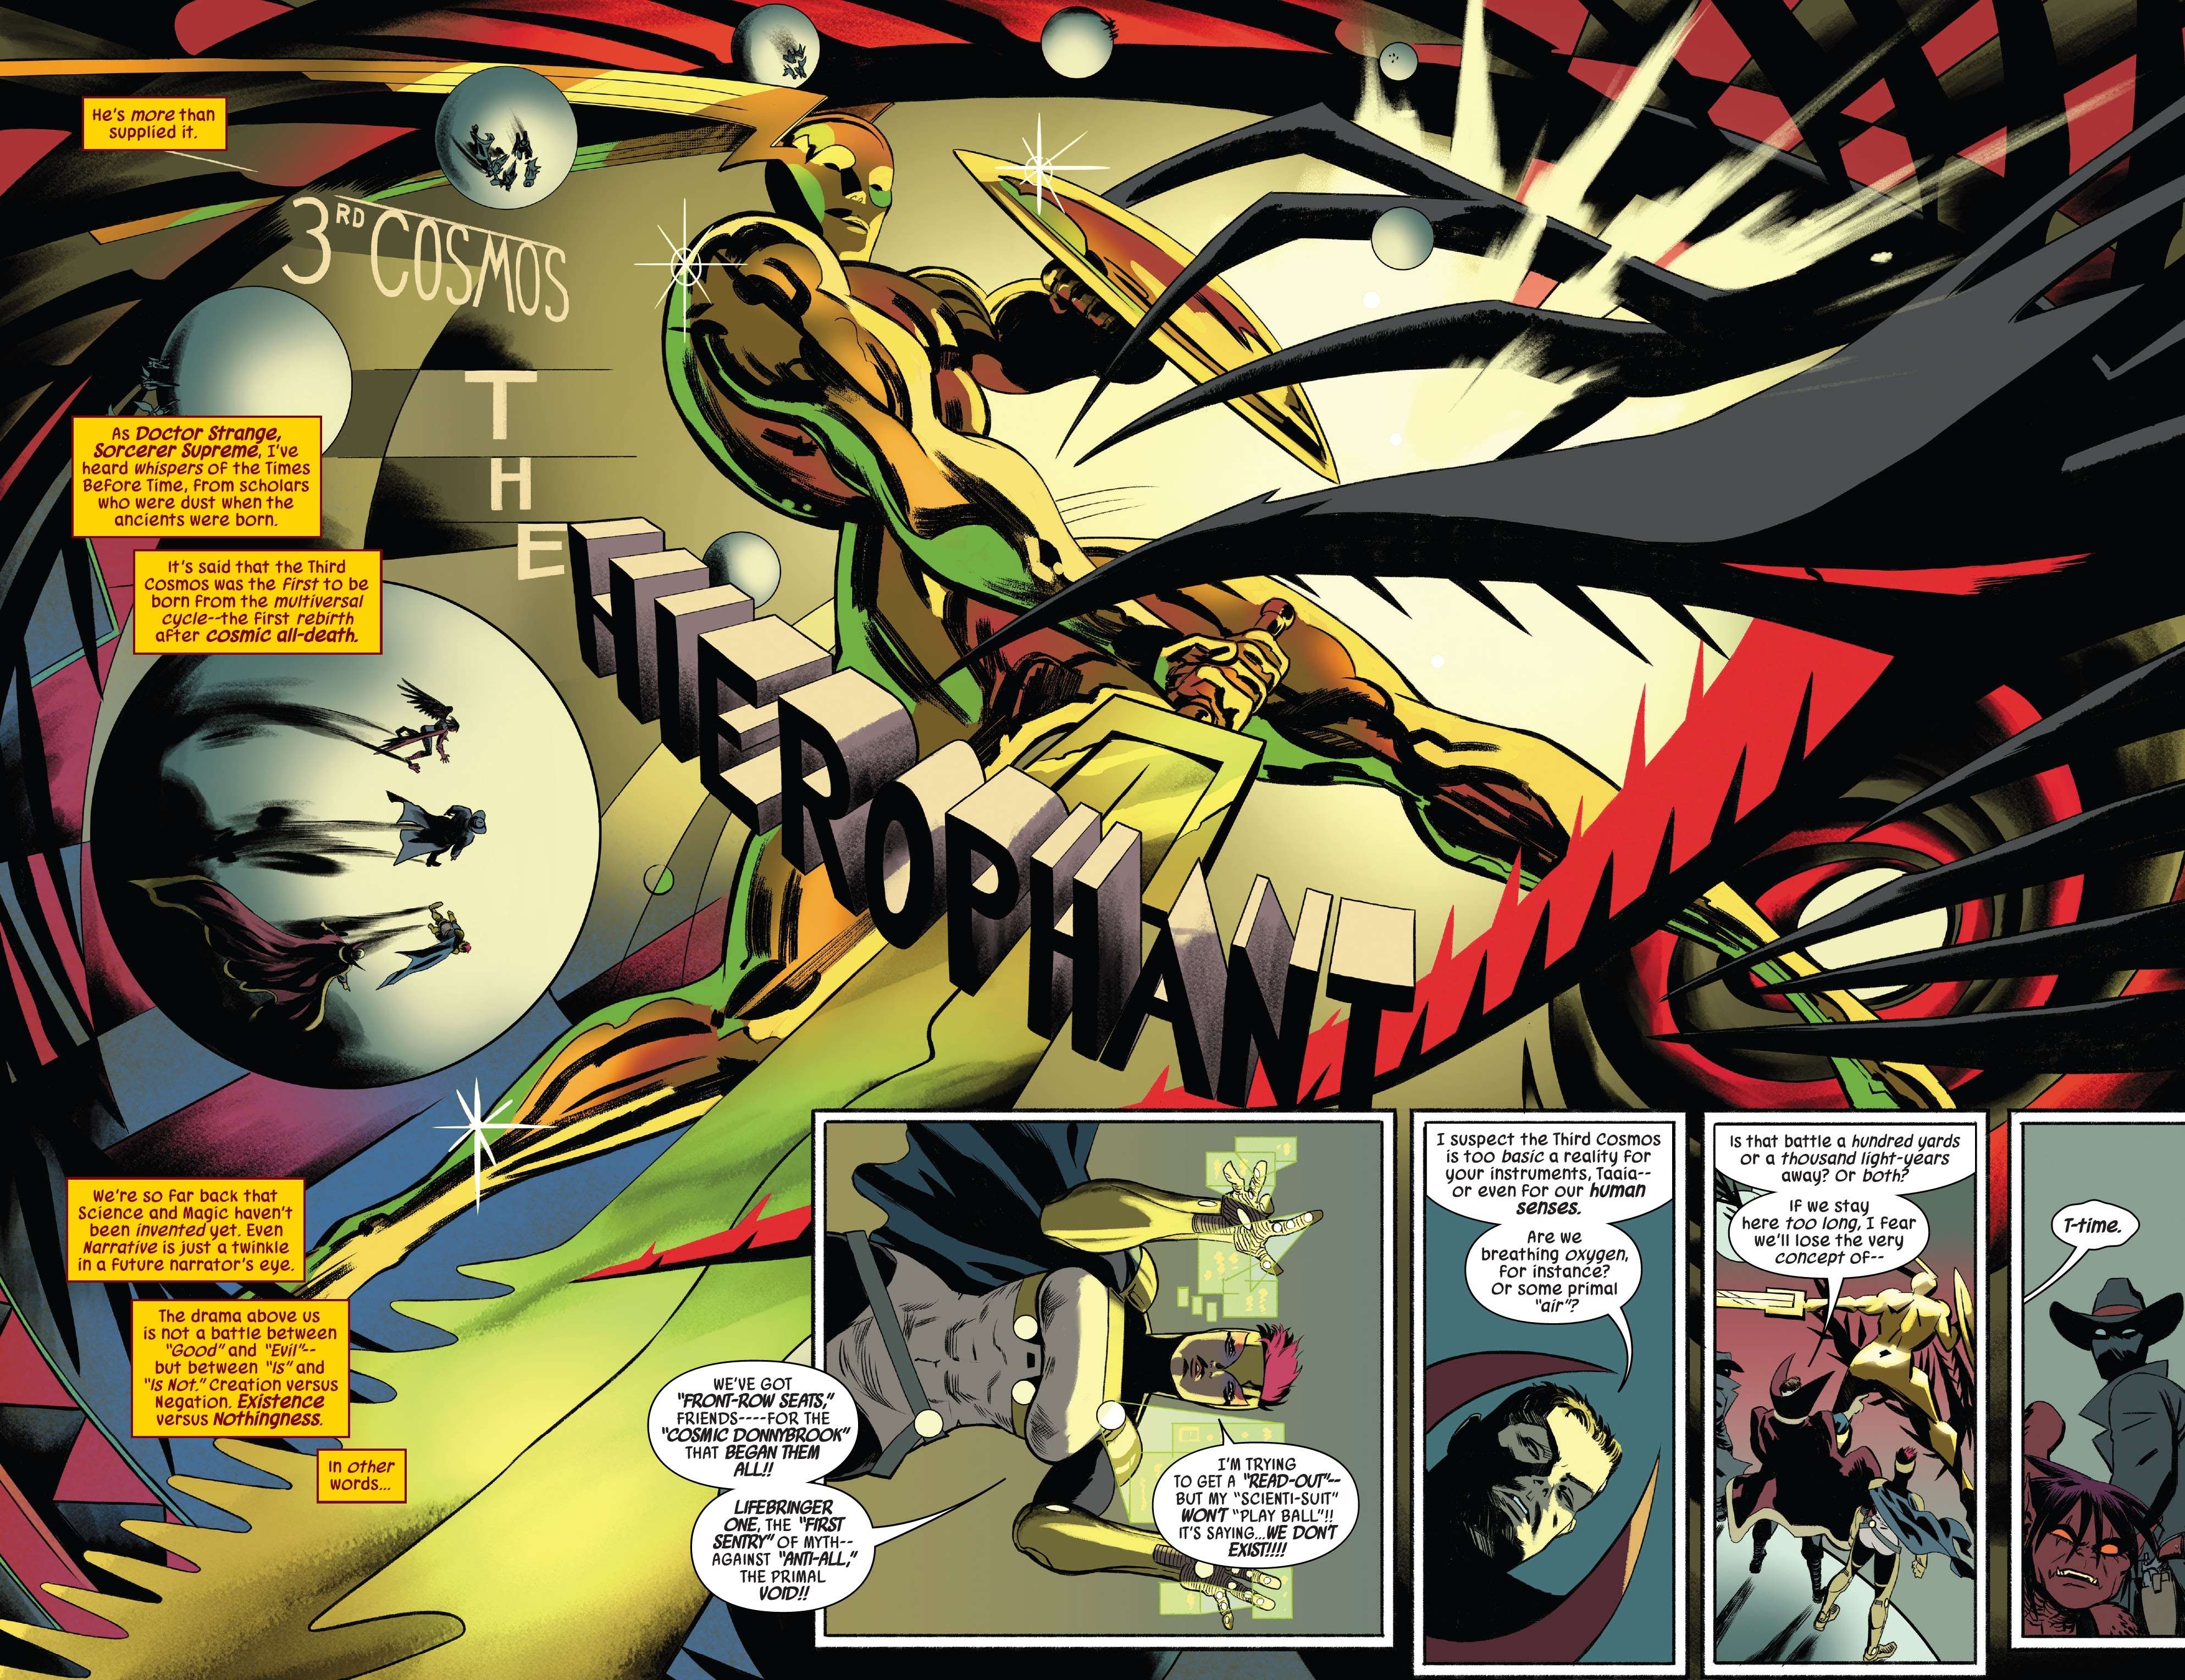 He's more than
supplied it.
3RD COSMOS
THE
HIEROPHANT
As Doctor Strange,
Sorcerer Supreme, I've
heard whispers of the Times
Before Time, from scholars
who were dust when the
ancients were born.
It's said that the Third
Cosmos was the first to be
born from the multiversal
cycle--the first rebirth
after cosmic all-death.
We're so far back that
Science and Magic haven't
been invented yet. Even
Narrative is just a twinkle
in a future narrator's eye.
The drama above us
is not a battle between
"Good" and "Evil"--
but between "Is" and
"Is Not." Creation versus
Negation. Existence
versus Nothingness.
In other
words...
WE'VE GOT
"FRONT-ROW SEATS,"
FRIENDS----FOR THE
"COSMIC DONNYBROOK"
THAT BEGAN THEM
ALL!!
LIFEBRINGER
ONE, THE "FIRST
SENTRY" OF MYTH--
AGAINST "ANTI-ALL,"
THE PRIMAL
VOID!!
I'M TRYING
TO GET A "READ-OUT"--
BUT MY "SCIENTI-SUIT"
WON'T "PLAY BALL"!!
IT'S SAYING...WE DON'T
EXIST!!!!
I suspect the Third Cosmos
is too basic a reality for
your instruments, Taaia--
or even for our human
senses.
Are we
breathing oxygen,
for instance?
Or some primal
"air"?
Is that battle a hundred yards
or a thousand light-years
away? Or both?
If we stay
here too long, I fear
we'll lose the very
concept of--
T-time.